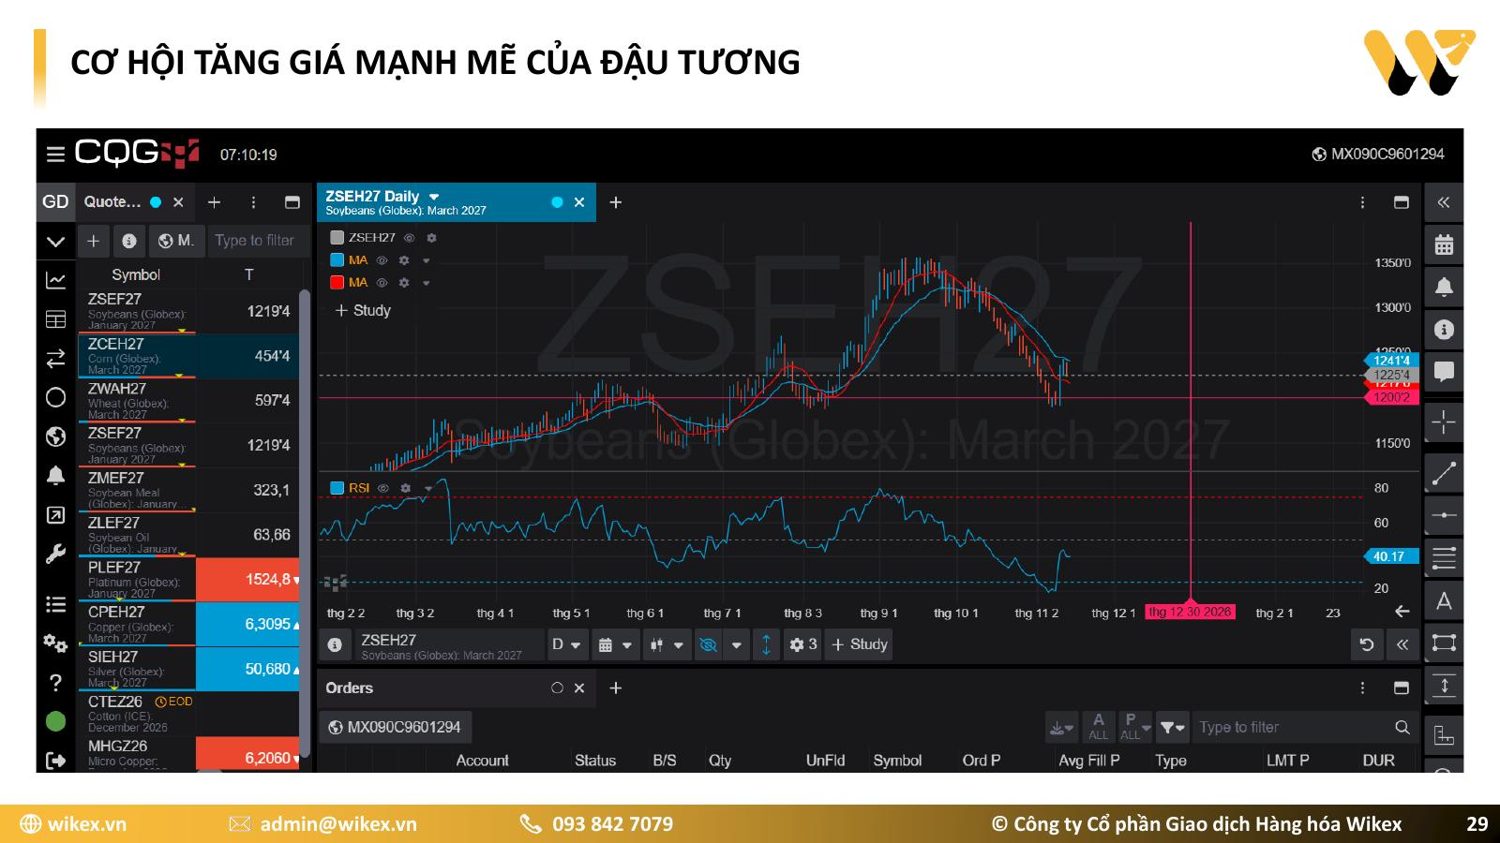 CƠ HỘI TĂNG GIÁ MẠNH MẼ CỦA ĐẬU TƯƠNG
CQG 07:10:19 MX090C9601294
GD Quote...
M. Type to filter
Symbol T
ZSEF27
Soybeans (Globex):
January 2027
1219'4
ZCEH27
Corn (Globex):
March 2027
454'4
ZWAH27
Wheat (Globex):
March 2027
597'4
ZSEF27
Soybeans (Globex):
January 2027
1219'4
ZMEF27
Soybean Meal
(Globex): January...
323,1
ZLEF27
Soybean Oil
(Globex): January...
63,66
PLEF27
Platinum (Globex):
January 2027
1524,8
CPEH27
Copper (Globex):
March 2027
6,3095
SIEH27
Silver (Globex):
March 2027
50,680
CTEZ26 EOD
Cotton (ICE):
December 2026
MHGZ26
Micro Copper:
6,2060
ZSEH27 Daily
Soybeans (Globex): March 2027
ZSEH27
MA
MA
+ Study
ZSEH27
Soybeans (Globex): March 2027
1350'0
1300'0
1250'0
1241'4
1225'4
1200'2
1150'0
RSI
80
60
40.17
20
thg 2 2 thg 3 2 thg 4 1 thg 5 1 thg 6 1 thg 7 1 thg 8 3 thg 9 1 thg 10 1 thg 11 2 thg 12 1 thg 12 30 2026 thg 2 1 23
ZSEH27
Soybeans (Globex): March 2027
D 3 + Study
Orders
MX090C9601294 A ALL P ALL Type to filter
Account Status B/S Qty UnFld Symbol Ord P Avg Fill P Type LMT P DUR
wikex.vn admin@wikex.vn 093 842 7079 © Công ty Cổ phần Giao dịch Hàng hóa Wikex 29